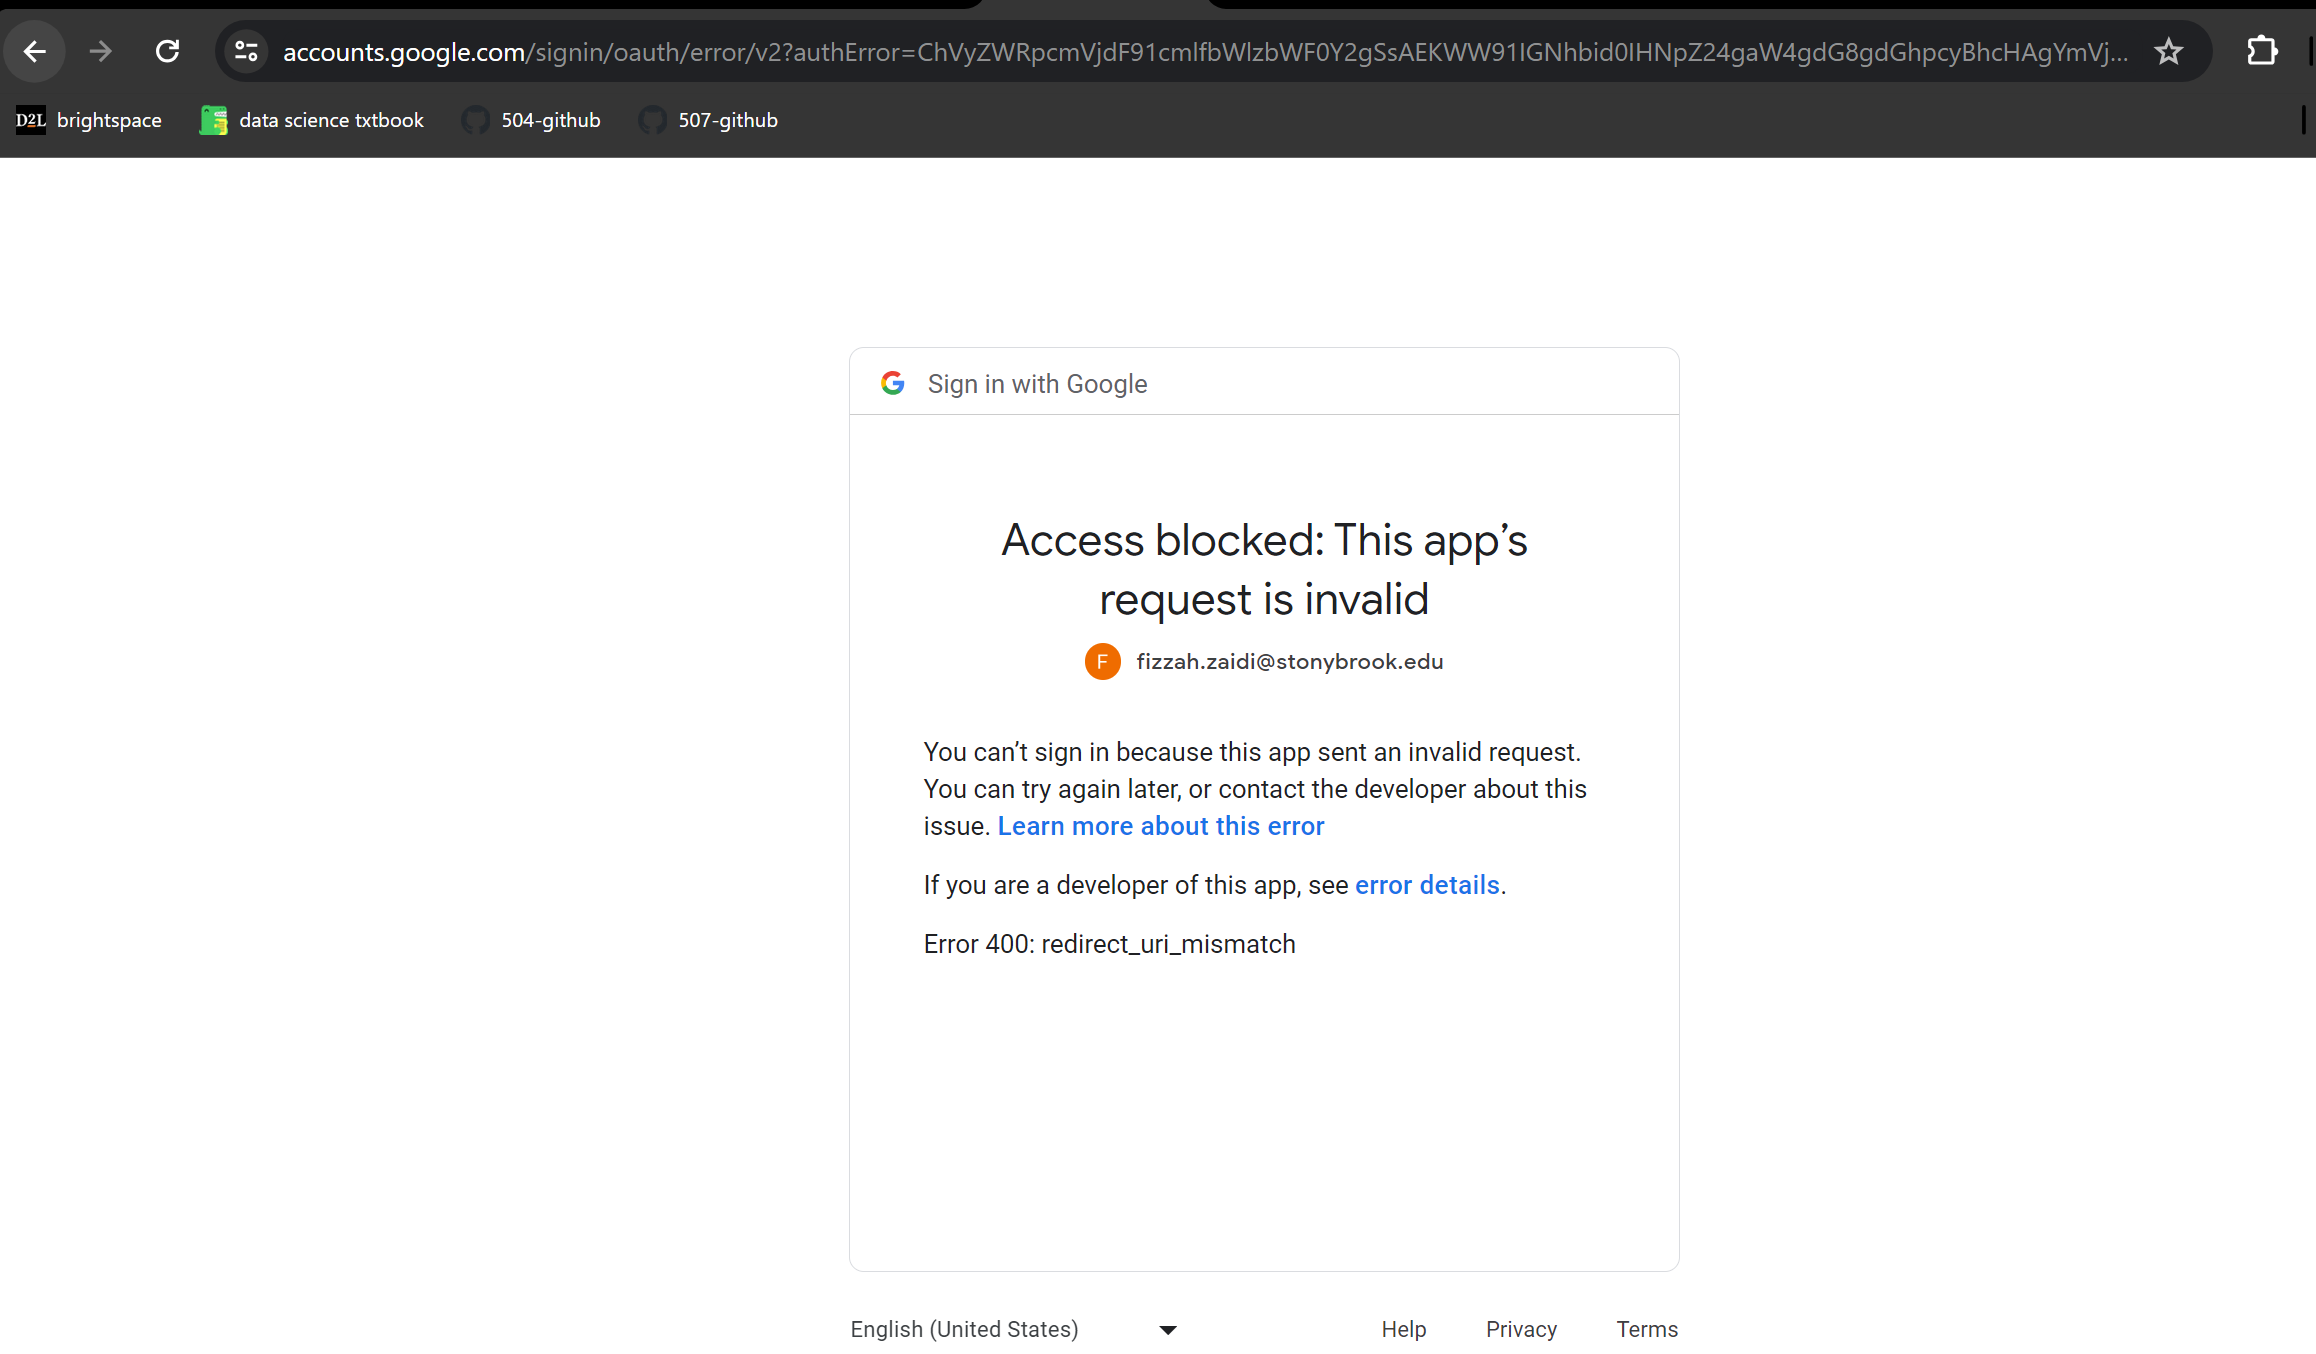 accounts.google.com/signin/oauth/error/v2?authError=ChVyZWRpcmVjdF91cmlfbWlzbWF0Y2gSsAEKWW91IGNhbid0IHNpZ24gaW4gdG8gdGhpcyBhcHAgYmVj...
D2L brightspace data science txtbook 504-github 507-github
Sign in with Google
Access blocked: This app’s
request is invalid
F fizzah.zaidi@stonybrook.edu
You can’t sign in because this app sent an invalid request.
You can try again later, or contact the developer about this
issue. Learn more about this error
If you are a developer of this app, see error details.
Error 400: redirect_uri_mismatch
English (United States) Help Privacy Terms